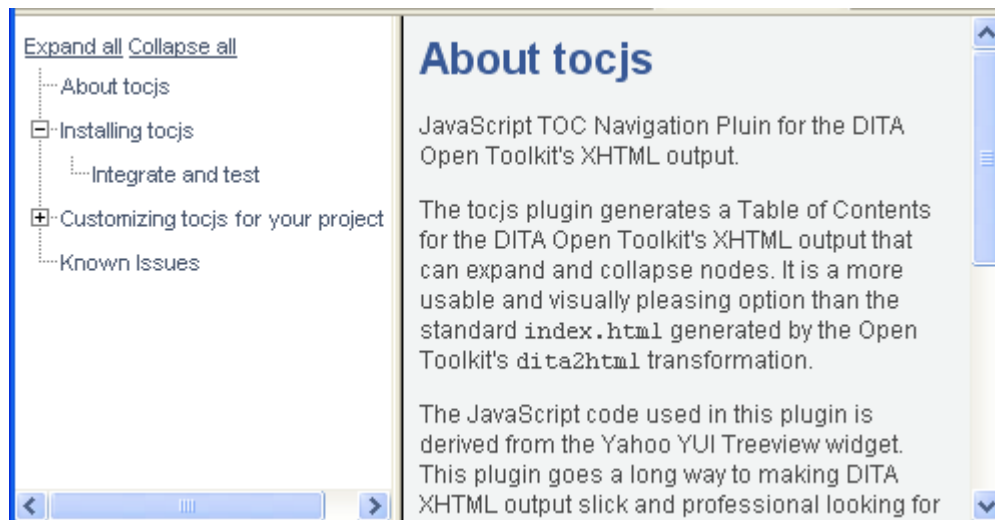 Expand all Collapse all
About tocjs
Installing tocjs
Integrate and test
Customizing tocjs for your project
Known Issues
About tocjs
JavaScript TOC Navigation Pluin for the DITA
Open Toolkit's XHTML output.
The tocjs plugin generates a Table of Contents
for the DITA Open Toolkit's XHTML output that
can expand and collapse nodes. It is a more
usable and visually pleasing option than the
standard index.html generated by the Open
Toolkit's dita2html transformation.
The JavaScript code used in this plugin is
derived from the Yahoo YUI Treeview widget.
This plugin goes a long way to making DITA
XHTML output slick and professional looking for